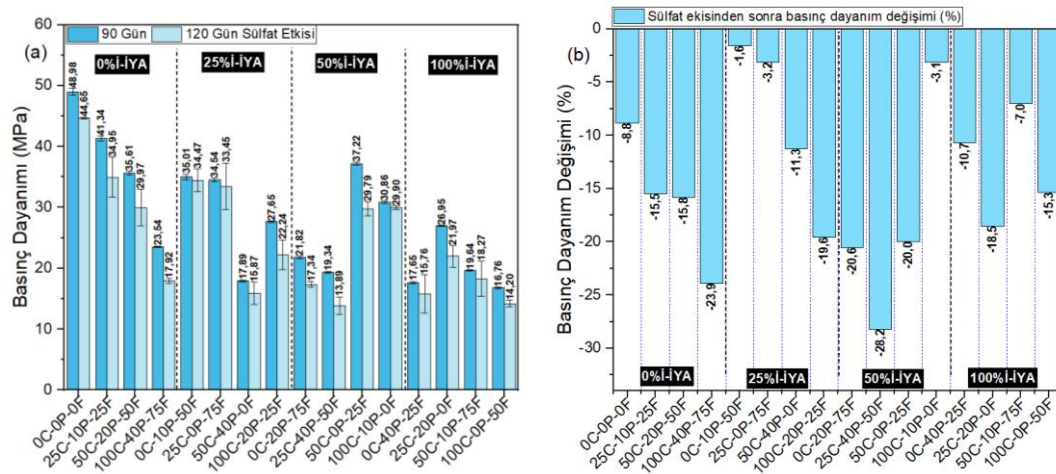 (a)
90 Gün
120 Gün Sülfat Etkisi
0%İ-İYA
25%İ-İYA
50%İ-İYA
100%İ-İYA
Basınç Dayanımı (MPa)
60
50
40
30
20
10
0
48,98
44,65
41,34
34,95
35,61
29,97
23,54
17,92
35,01
34,47
34,54
33,45
17,89
15,87
27,65
22,24
21,82
17,34
19,34
13,89
37,22
29,79
30,86
29,90
17,65
15,76
26,95
21,97
19,64
18,27
16,76
14,20
0C-0P-0F
25C-10P-25F
50C-20P-50F
100C-40P-75F
0C-10P-50F
25C-0P-75F
50C-40P-0F
100C-20P-25F
0C-20P-75F
25C-40P-50F
50C-0P-25F
100C-10P-0F
0C-40P-25F
25C-20P-0F
50C-10P-75F
100C-0P-50F
Sülfat ekisinden sonra basınç dayanım değişimi (%)
(b)
Basınç Dayanım Değişimi (%)
0
-5
-10
-15
-20
-25
-30
-8,8
-15,5
-15,8
-23,9
-1,6
-3,2
-11,3
-19,6
-20,6
-28,2
-20,0
-3,1
-10,7
-18,5
-7,0
-15,3
0%İ-İYA
25%İ-İYA
50%İ-İYA
100%İ-İYA
0C-0P-0F
25C-10P-25F
50C-20P-50F
100C-40P-75F
0C-10P-50F
25C-0P-75F
50C-40P-0F
100C-20P-25F
0C-20P-75F
25C-40P-50F
50C-0P-25F
100C-10P-0F
0C-40P-25F
25C-20P-0F
50C-10P-75F
100C-0P-50F